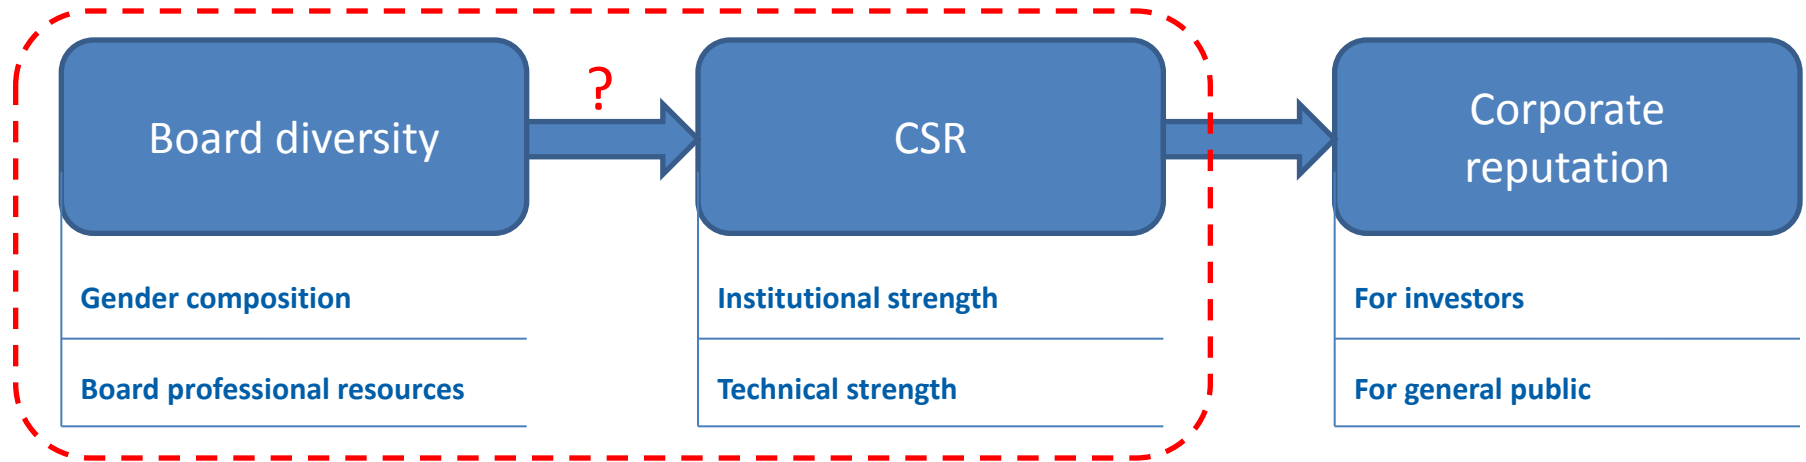 Board diversity
?
CSR
Corporate
reputation
Gender composition
Board professional resources
Institutional strength
Technical strength
For investors
For general public